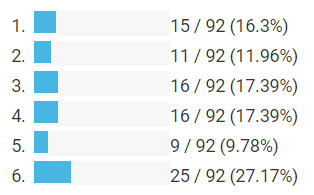 1. 15 / 92 (16.3%)
2. 11 / 92 (11.96%)
3. 16 / 92 (17.39%)
4. 16 / 92 (17.39%)
5. 9 / 92 (9.78%)
6. 25 / 92 (27.17%)